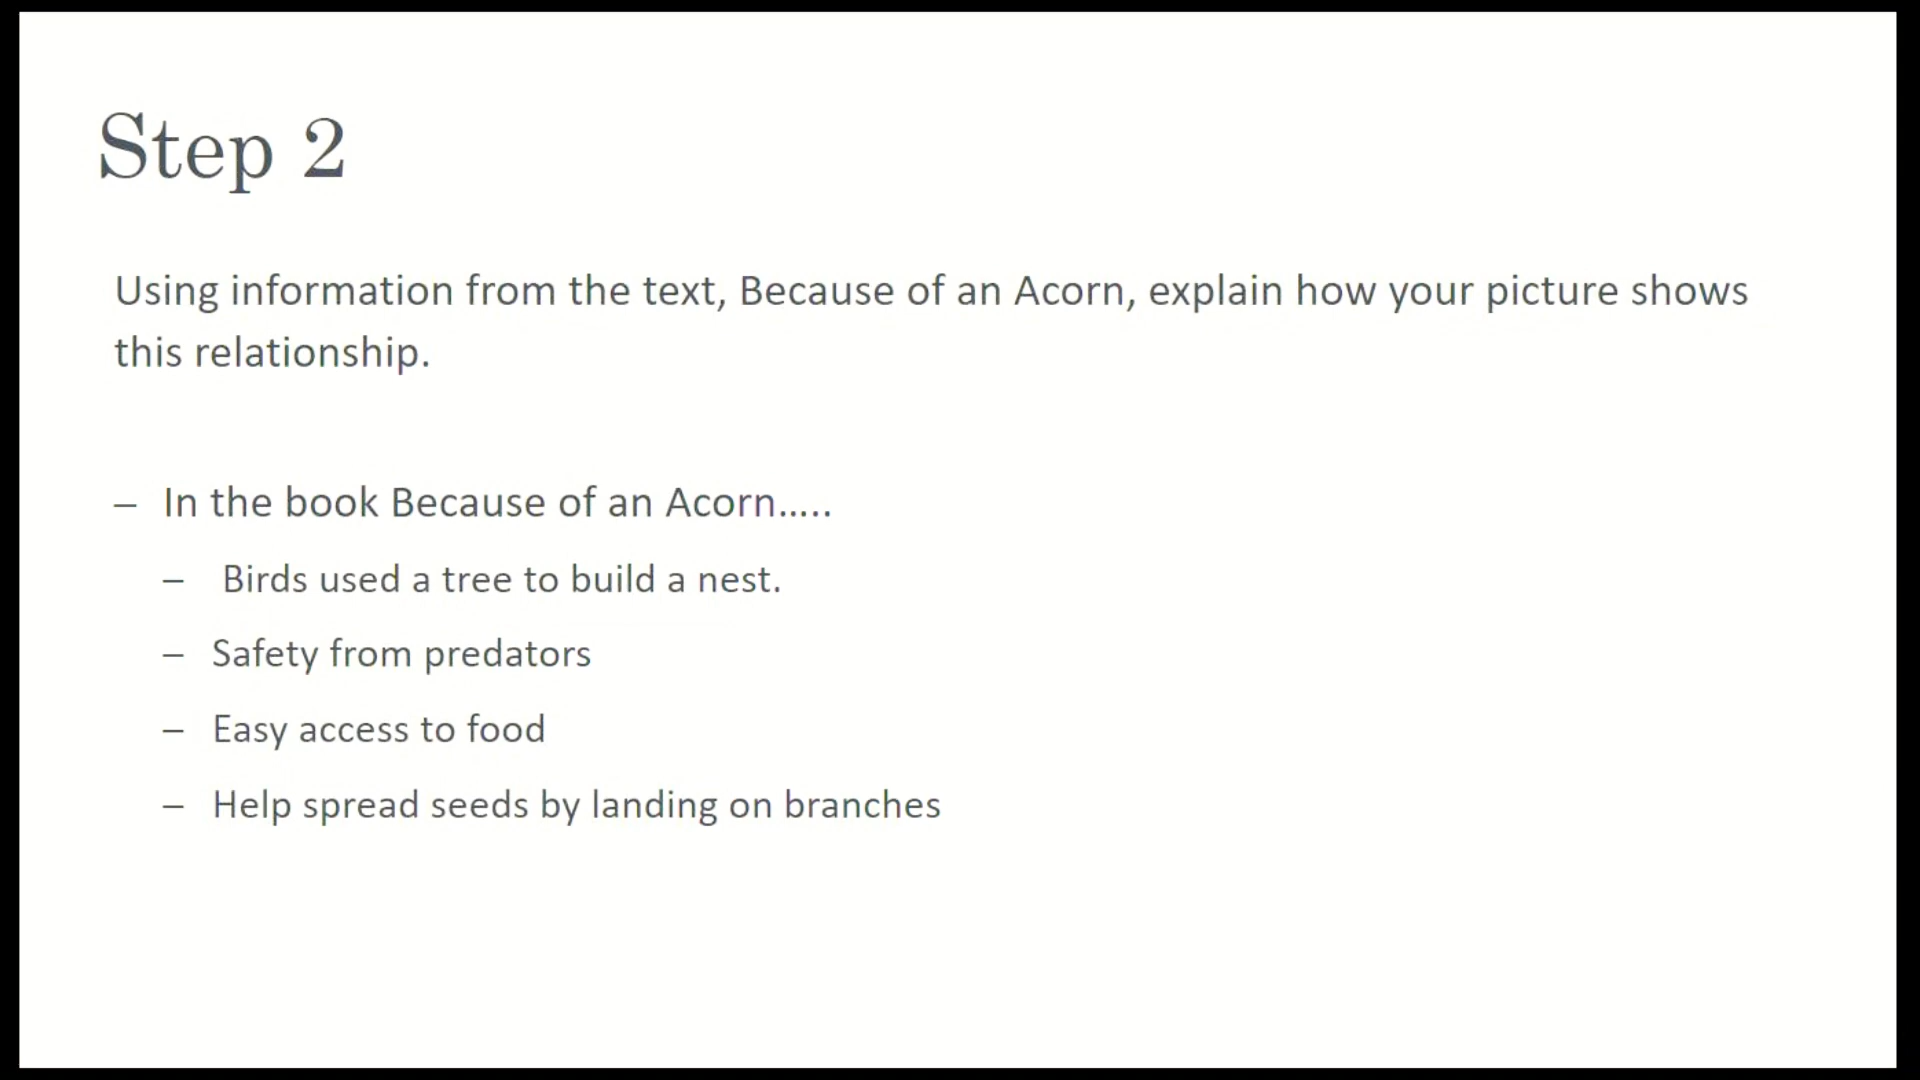 Step 2
Using information from the text, Because of an Acorn, explain how your picture shows
this relationship.
– In the book Because of an Acorn…..
– Birds used a tree to build a nest.
– Safety from predators
– Easy access to food
– Help spread seeds by landing on branches